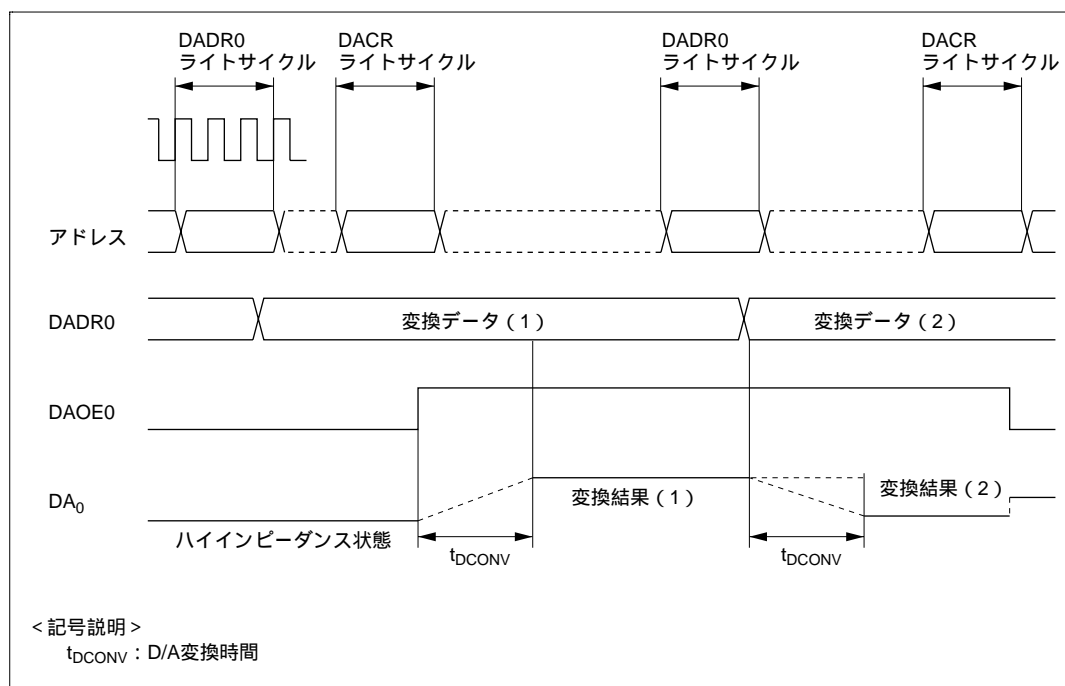 DADR0
ライトサイクル
DACR
ライトサイクル
DADR0
ライトサイクル
DACR
ライトサイクル
アドレス
DADR0
変換データ（1）
変換データ（2）
DAOE0
DA0
変換結果（1）
変換結果（2）
ハイインピーダンス状態
tDCONV
tDCONV
＜記号説明＞
tDCONV：D/A変換時間